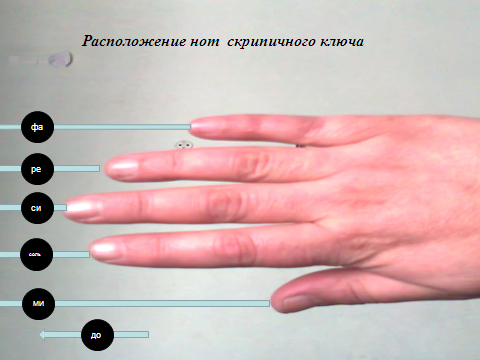 Расположение нот скрипичного ключа
фа
ре
си
соль
ми
до